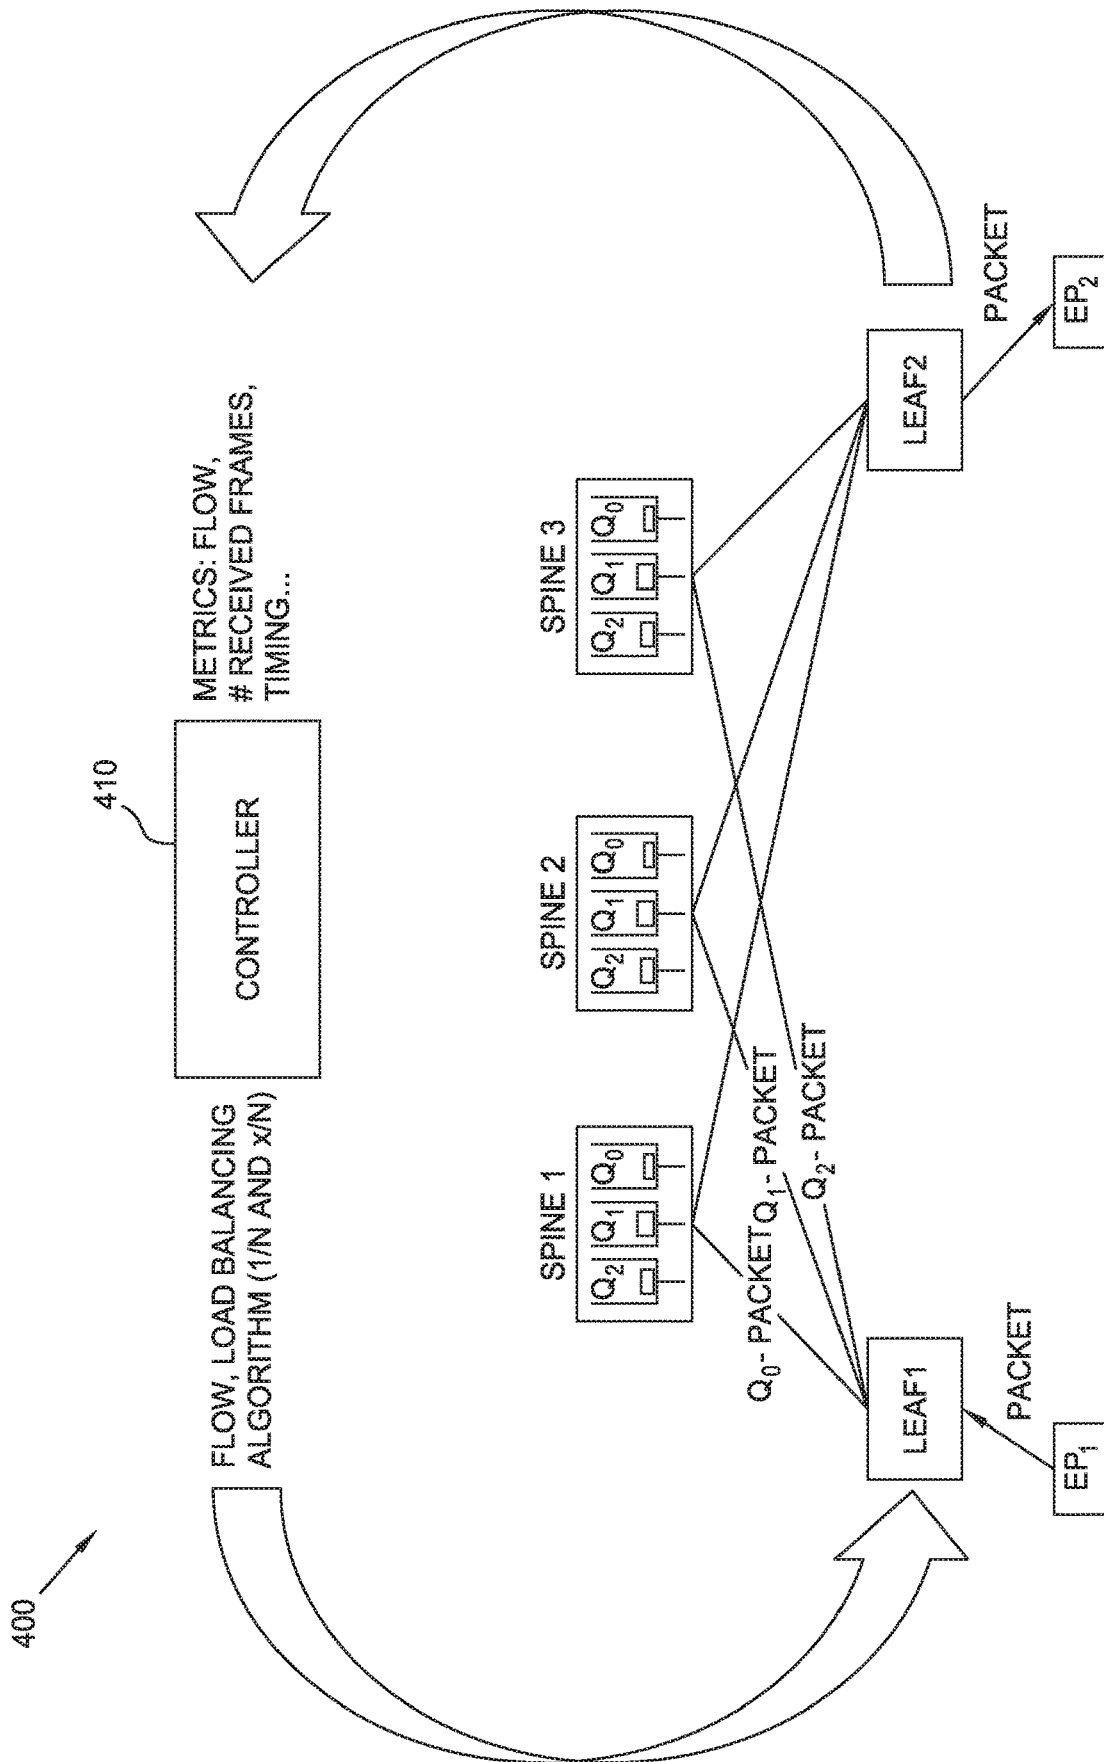 400
410
FLOW, LOAD BALANCING
ALGORITHM (1/N AND x/N)
CONTROLLER
METRICS: FLOW,
# RECEIVED FRAMES,
TIMING...
SPINE 1
Q₂ Q₁ Q₀
SPINE 2
Q₂ Q₁ Q₀
SPINE 3
Q₂ Q₁ Q₀
Q₀- PACKET
Q₁- PACKET
Q₂- PACKET
LEAF1
LEAF2
PACKET
PACKET
EP₁
EP₂